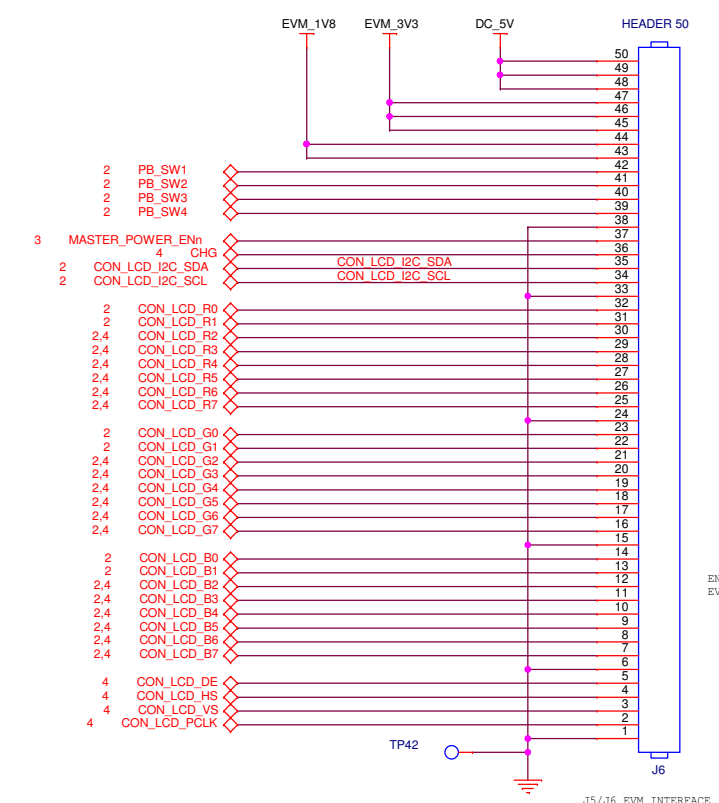 EVM_1V8 EVM_3V3 DC_5V HEADER 50
50
49
48
47
46
45
44
43
2 PB_SW1 42
2 PB_SW2 41
2 PB_SW3 40
2 PB_SW4 39
38
3 MASTER_POWER_ENn 37
4 CHG 36
2 CON_LCD_I2C_SDA CON_LCD_I2C_SDA 35
2 CON_LCD_I2C_SCL CON_LCD_I2C_SCL 34
33
2 CON_LCD_R0 32
2 CON_LCD_R1 31
2,4 CON_LCD_R2 30
2,4 CON_LCD_R3 29
2,4 CON_LCD_R4 28
2,4 CON_LCD_R5 27
2,4 CON_LCD_R6 26
2,4 CON_LCD_R7 25
24
2 CON_LCD_G0 23
2 CON_LCD_G1 22
2,4 CON_LCD_G2 21
2,4 CON_LCD_G3 20
2,4 CON_LCD_G4 19
2,4 CON_LCD_G5 18
2,4 CON_LCD_G6 17
2,4 CON_LCD_G7 16
15
2 CON_LCD_B0 14
2 CON_LCD_B1 13
2,4 CON_LCD_B2 12 EN
2,4 CON_LCD_B3 11 EV
2,4 CON_LCD_B4 10
2,4 CON_LCD_B5 9
2,4 CON_LCD_B6 8
2,4 CON_LCD_B7 7
6
4 CON_LCD_DE 5
4 CON_LCD_HS 4
4 CON_LCD_VS 3
4 CON_LCD_PCLK 2
1
TP42
J6
J5/J6 EVM INTERFACE